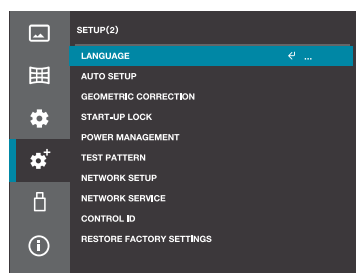 SETUP(2)
LANGUAGE ...
AUTO SETUP
GEOMETRIC CORRECTION
START-UP LOCK
POWER MANAGEMENT
TEST PATTERN
NETWORK SETUP
NETWORK SERVICE
CONTROL ID
RESTORE FACTORY SETTINGS